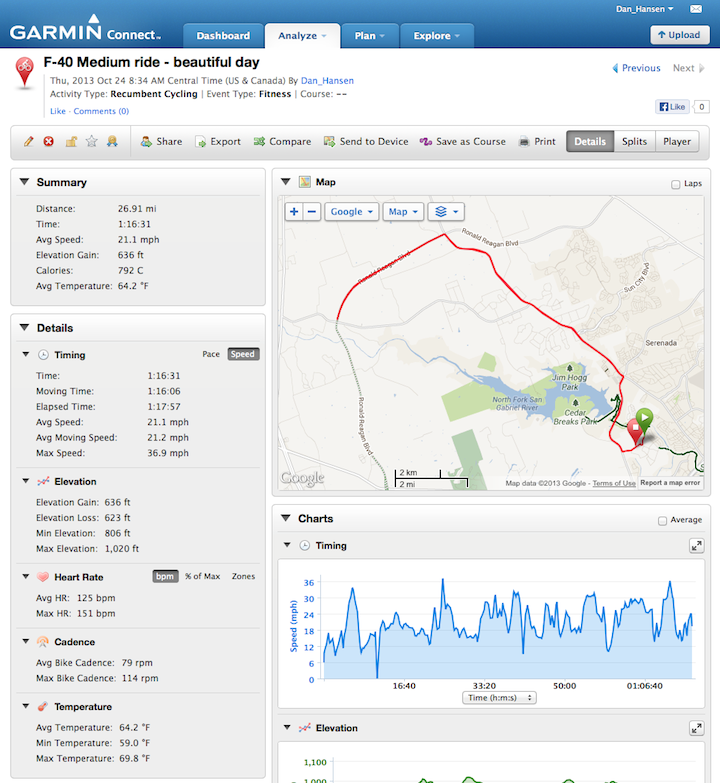 Dan_Hansen
GARMIN Connect™
Dashboard Analyze Plan Explore Upload
F-40 Medium ride - beautiful day
Thu, 2013 Oct 24 8:34 AM Central Time (US & Canada) By Dan_Hansen
Activity Type: Recumbent Cycling | Event Type: Fitness | Course: --
Like · Comments (0)
Previous Next
Like 0
Share Export Compare Send to Device Save as Course Print Details Splits Player
Summary
Distance: 26.91 mi
Time: 1:16:31
Avg Speed: 21.1 mph
Elevation Gain: 636 ft
Calories: 792 C
Avg Temperature: 64.2 °F
Details
Timing Pace Speed
Time: 1:16:31
Moving Time: 1:16:06
Elapsed Time: 1:17:57
Avg Speed: 21.1 mph
Avg Moving Speed: 21.2 mph
Max Speed: 36.9 mph
Elevation
Elevation Gain: 636 ft
Elevation Loss: 623 ft
Min Elevation: 806 ft
Max Elevation: 1,020 ft
Heart Rate bpm % of Max Zones
Avg HR: 125 bpm
Max HR: 151 bpm
Cadence
Avg Bike Cadence: 79 rpm
Max Bike Cadence: 114 rpm
Temperature
Avg Temperature: 64.2 °F
Min Temperature: 59.0 °F
Max Temperature: 69.8 °F
Map Laps
+ − Google Map
Ronald Reagan Blvd
Ronald Reagan Blvd
Sun City Blvd
Serenada
Jim Hogg
Park
North Fork San
Gabriel River
Cedar
Breaks Park
Ronald Reagan Blvd
2 km
2 mi
Google
Map data ©2013 Google - Terms of Use Report a map error
Charts Average
Timing
Speed (mph)
36
30
24
18
12
6
0
16:40 33:20 50:00 01:06:40
Time (h:m:s)
Elevation
1,100
1,000